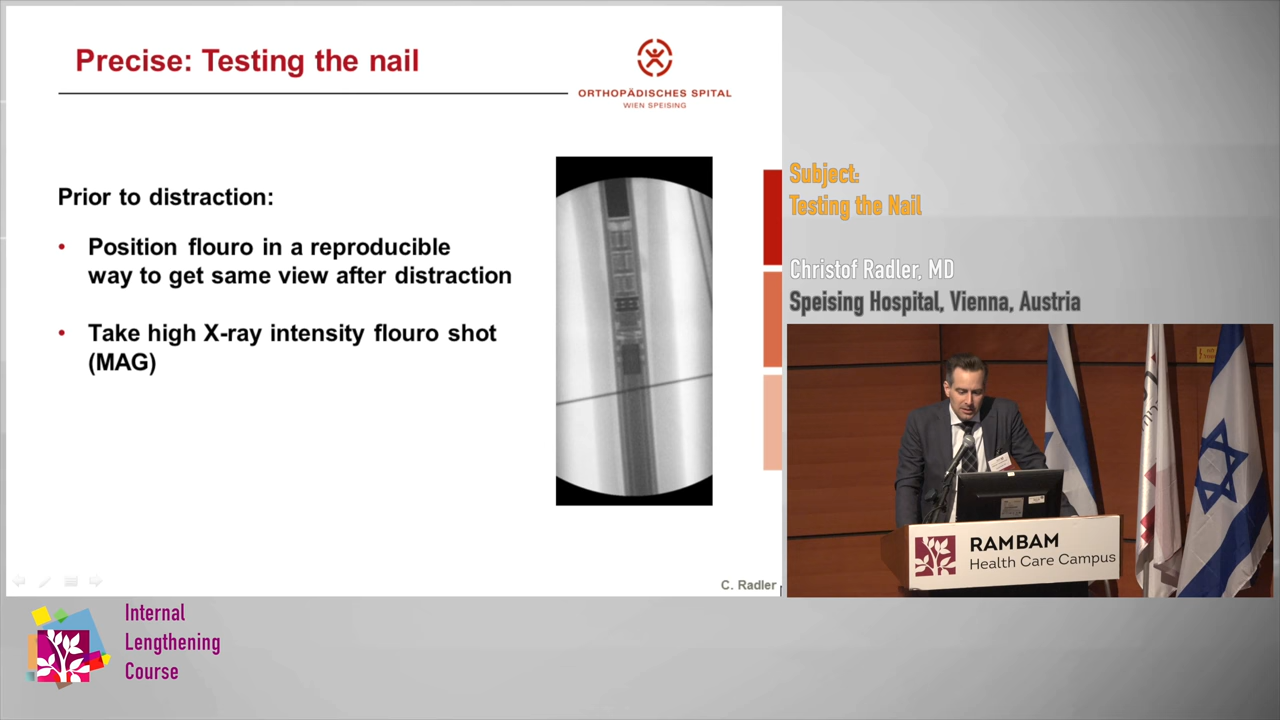 Precise: Testing the nail
ORTHOPÄDISCHES SPITAL
WIEN SPEISING
Prior to distraction:
• Position flouro in a reproducible
way to get same view after distraction
• Take high X-ray intensity flouro shot
(MAG)
C. Radler
Subject:
Testing the Nail
Christof Radler, MD
Speising Hospital, Vienna, Austria
RAMBAM
Health Care Campus
Internal
Lengthening
Course